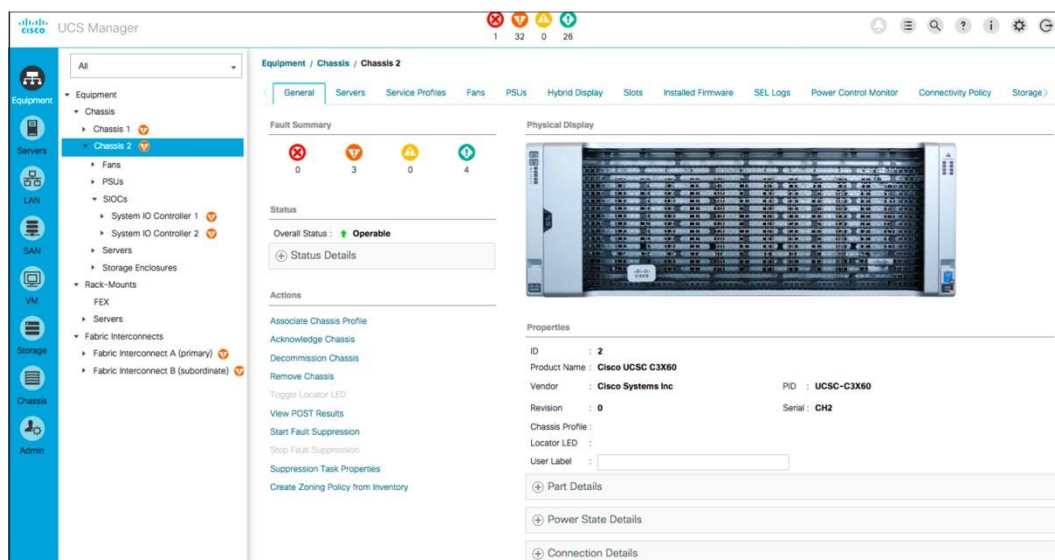 CISCO UCS Manager
1 32 0 26
Equipment
Servers
LAN
SAN
VM
Storage
Chassis
Admin
All
Equipment
Chassis
Chassis 1
Chassis 2
Fans
PSUs
SIOCs
System IO Controller 1
System IO Controller 2
Servers
Storage Enclosures
Rack-Mounts
FEX
Servers
Fabric Interconnects
Fabric Interconnect A (primary)
Fabric Interconnect B (subordinate)
Equipment / Chassis / Chassis 2
General Servers Service Profiles Fans PSUs Hybrid Display Slots Installed Firmware SEL Logs Power Control Monitor Connectivity Policy Storage
Fault Summary
0 3 0 4
Status
Overall Status : Operable
Status Details
Actions
Associate Chassis Profile
Acknowledge Chassis
Decommission Chassis
Remove Chassis
Toggle Locator LED
View POST Results
Start Fault Suppression
Stop Fault Suppression
Suppression Task Properties
Create Zoning Policy from Inventory
Physical Display
CISCO
Properties
ID : 2
Product Name : Cisco UCSC C3X60
Vendor : Cisco Systems Inc PID : UCSC-C3X60
Revision : 0 Serial : CH2
Chassis Profile :
Locator LED :
User Label :
Part Details
Power State Details
Connection Details